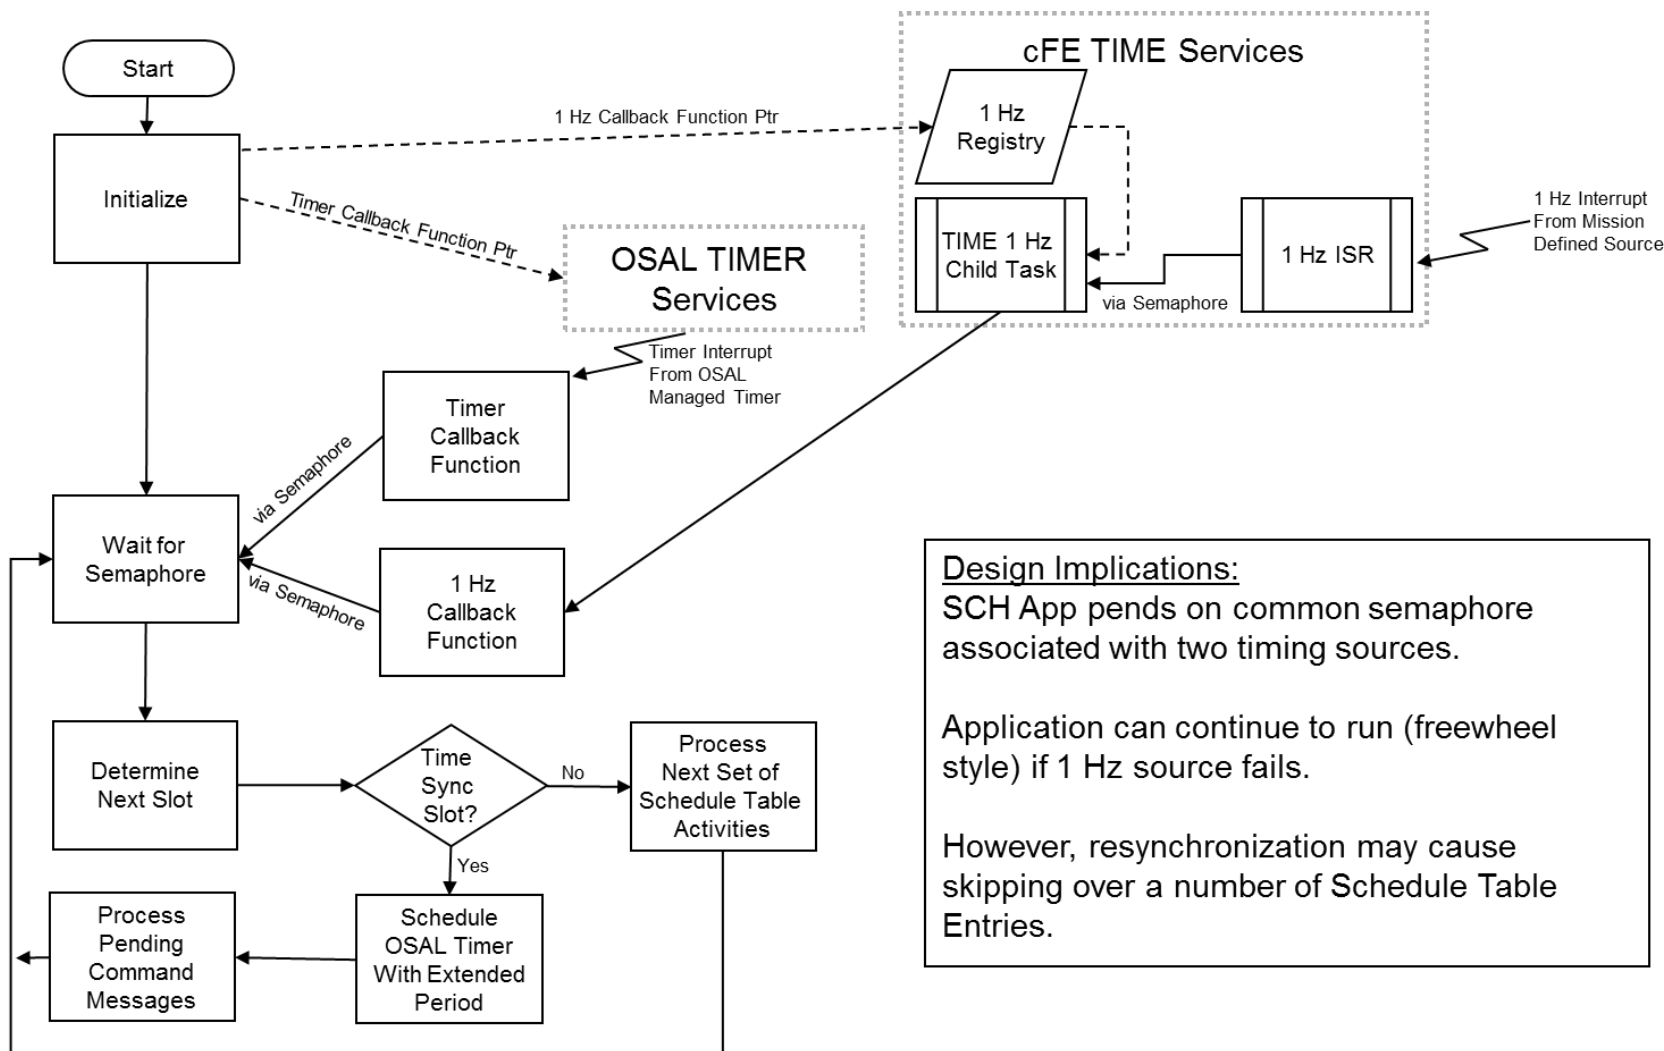 Start
Initialize
1 Hz Callback Function Ptr
Timer Callback Function Ptr
cFE TIME Services
1 Hz
Registry
TIME 1 Hz
Child Task
via Semaphore
1 Hz ISR
1 Hz Interrupt
From Mission
Defined Source
OSAL TIMER
Services
Timer Interrupt
From OSAL
Managed Timer
Timer
Callback
Function
via Semaphore
Wait for
Semaphore
via Semaphore
1 Hz
Callback
Function
Determine
Next Slot
Time
Sync
Slot?
No
Process
Next Set of
Schedule Table
Activities
Yes
Schedule
OSAL Timer
With Extended
Period
Process
Pending
Command
Messages
Design Implications:
SCH App pends on common semaphore
associated with two timing sources.
Application can continue to run (freewheel
style) if 1 Hz source fails.
However, resynchronization may cause
skipping over a number of Schedule Table
Entries.